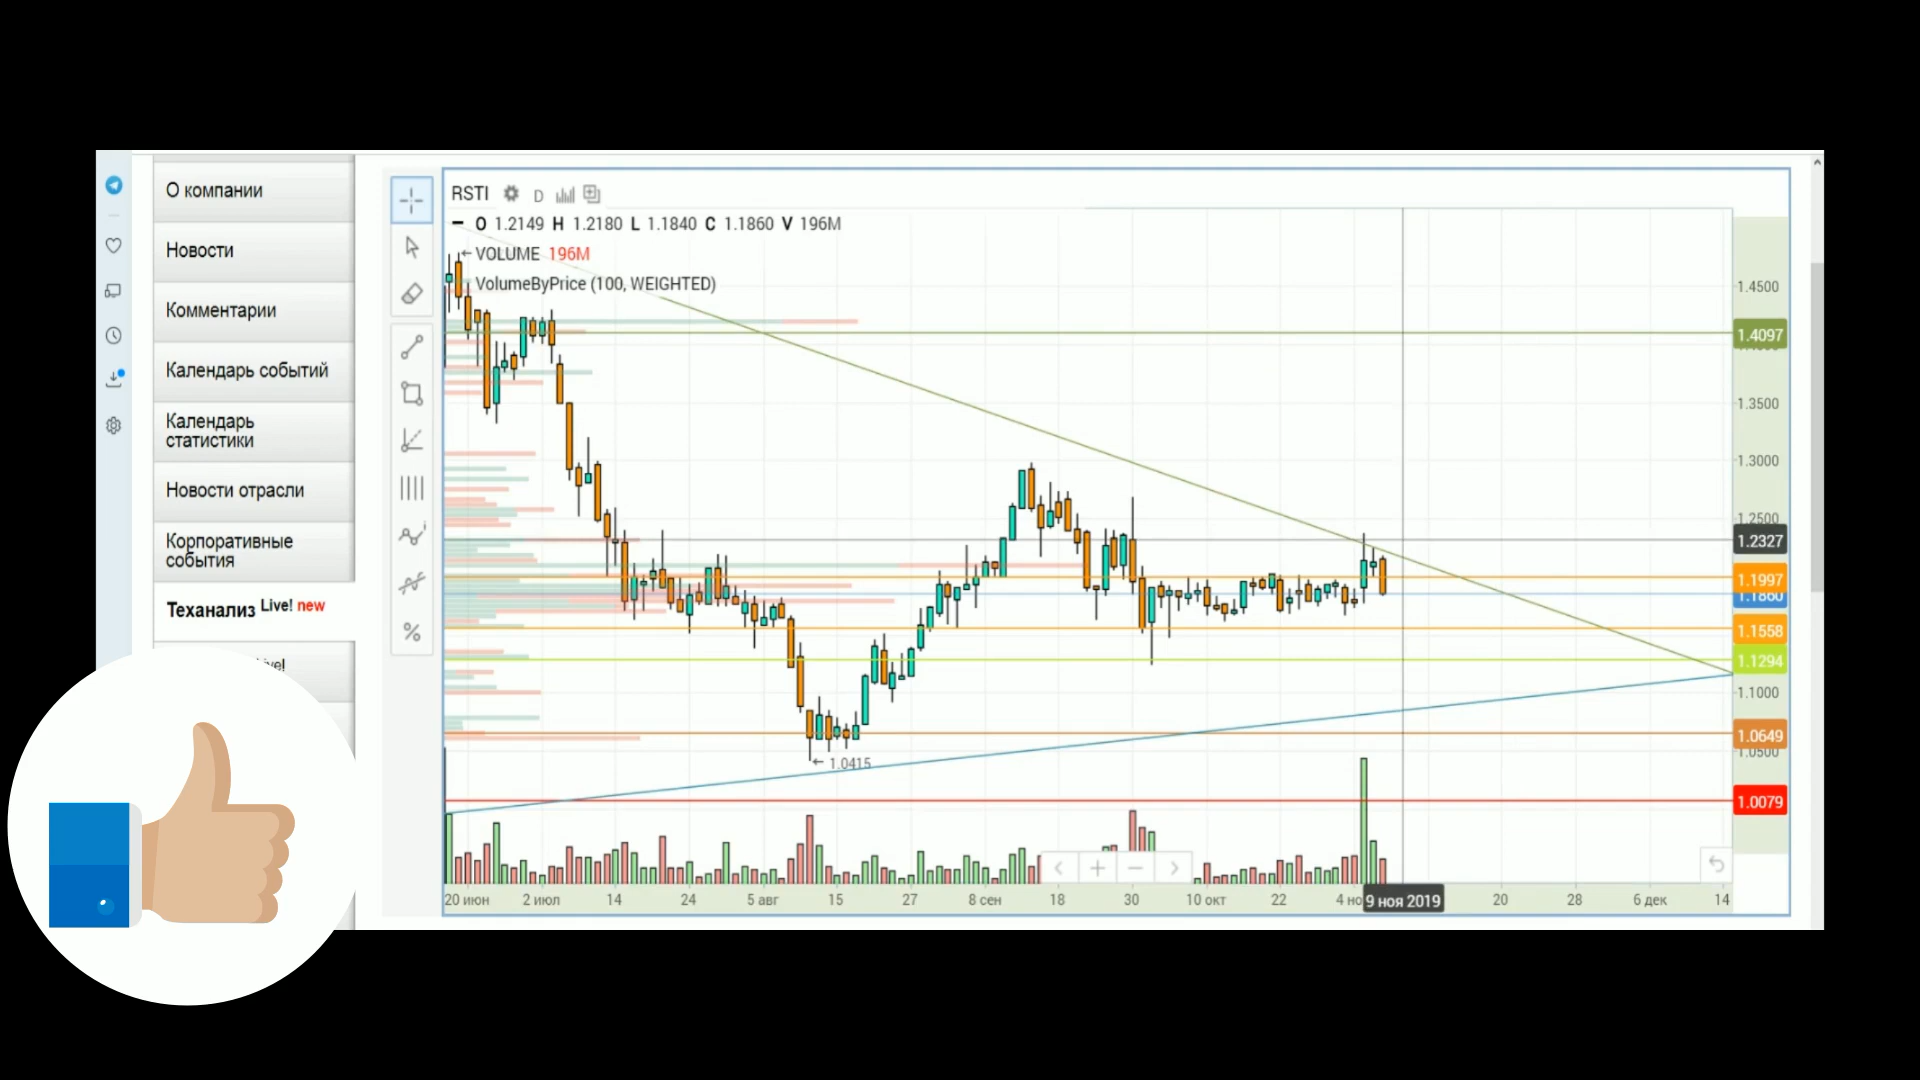 О компании
Новости
Комментарии
Календарь событий
Календарь
статистики
Новости отрасли
Корпоративные
события
Теханализ Live! new
RSTI D
O 1.2149 H 1.2180 L 1.1840 C 1.1860 V 196M
←VOLUME 196M
VolumeByPrice (100, WEIGHTED)
← 1.0415
1.4500
1.4097
1.3500
1.3000
1.2500
1.2327
1.1997
1.1860
1.1558
1.1294
1.1000
1.0649
1.0500
1.0079
20 июн 2 июл 14 24 5 авг 15 27 8 сен 18 30 10 окт 22 4 но 9 ноя 2019 20 28 6 дек 14